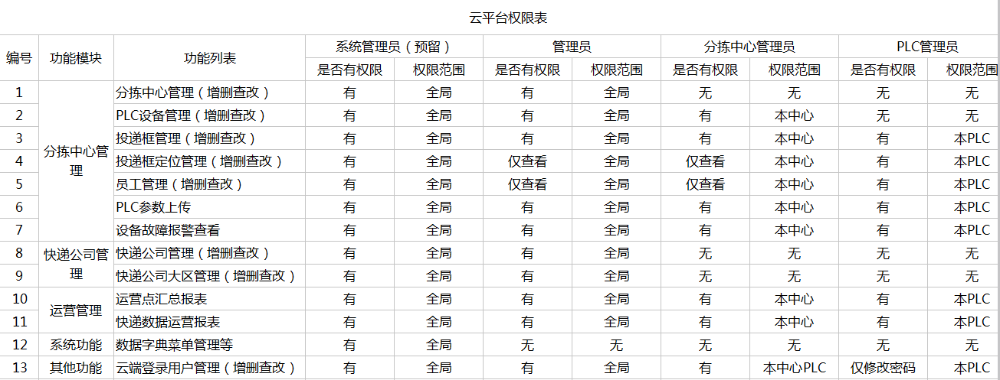 云平台权限表
编号 功能模块 功能列表 系统管理员（预留） 管理员 分拣中心管理员 PLC管理员
是否有权限 权限范围 是否有权限 权限范围 是否有权限 权限范围 是否有权限 权限范围
1 分拣中心管理 分拣中心管理（增删查改） 有 全局 有 全局 无 无 无 无
2 PLC设备管理（增删查改） 有 全局 有 全局 有 本中心 无 无
3 投递框管理（增删查改） 有 全局 有 全局 有 本中心 有 本PLC
4 投递框定位管理（增删查改） 有 全局 仅查看 全局 仅查看 本中心 有 本PLC
5 员工管理（增删查改） 有 全局 仅查看 全局 仅查看 本中心 有 本PLC
6 PLC参数上传 有 全局 有 全局 有 本中心 有 本PLC
7 设备故障报警查看 有 全局 有 全局 有 本中心 有 本PLC
8 快递公司管理 快递公司管理（增删查改） 有 全局 有 全局 无 无 无 无
9 快递公司大区管理（增删查改） 有 全局 有 全局 无 无 无 无
10 运营管理 运营点汇总报表 有 全局 有 全局 有 本中心 有 本PLC
11 快递数据运营报表 有 全局 有 全局 有 本中心 有 本PLC
12 系统功能 数据字典菜单管理等 有 全局 无 无 无 无 无 无
13 其他功能 云端登录用户管理（增删查改） 有 全局 有 全局 有 本中心PLC 仅修改密码 本PLC